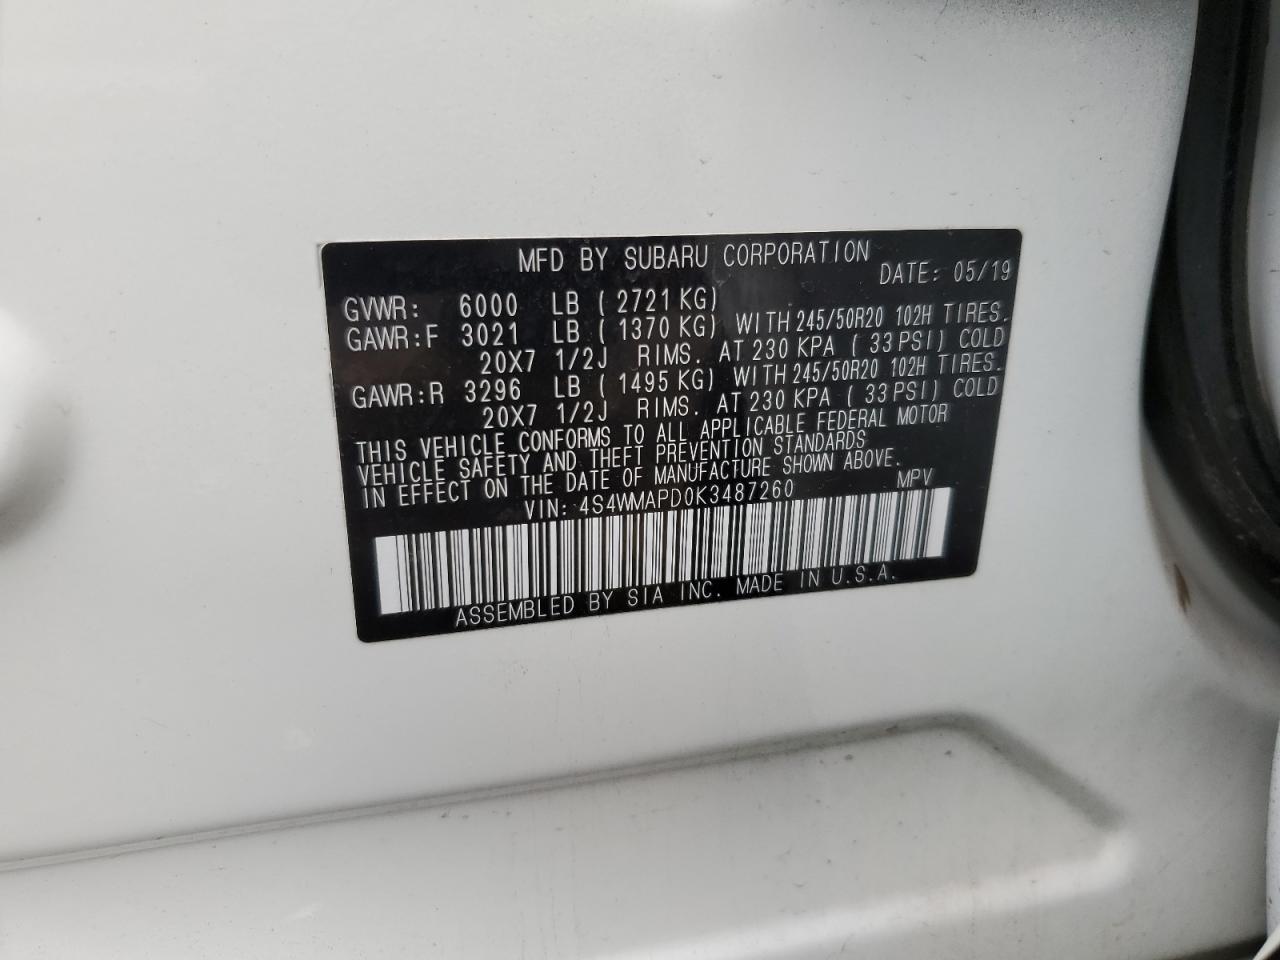 MFD BY SUBARU CORPORATION
DATE: 05/19
GVWR: 6000 LB ( 2721 KG)
GAWR:F 3021 LB ( 1370 KG) WITH 245/50R20 102H TIRES.
20X7 1/2J RIMS. AT 230 KPA ( 33 PSI) COLD
GAWR:R 3296 LB ( 1495 KG) WITH 245/50R20 102H TIRES.
20X7 1/2J RIMS. AT 230 KPA ( 33 PSI) COLD
THIS VEHICLE CONFORMS TO ALL APPLICABLE FEDERAL MOTOR
VEHICLE SAFETY AND THEFT PREVENTION STANDARDS
IN EFFECT ON THE DATE OF MANUFACTURE SHOWN ABOVE.
VIN: 4S4WMAPD0K3487260 MPV
ASSEMBLED BY SIA INC. MADE IN U.S.A.